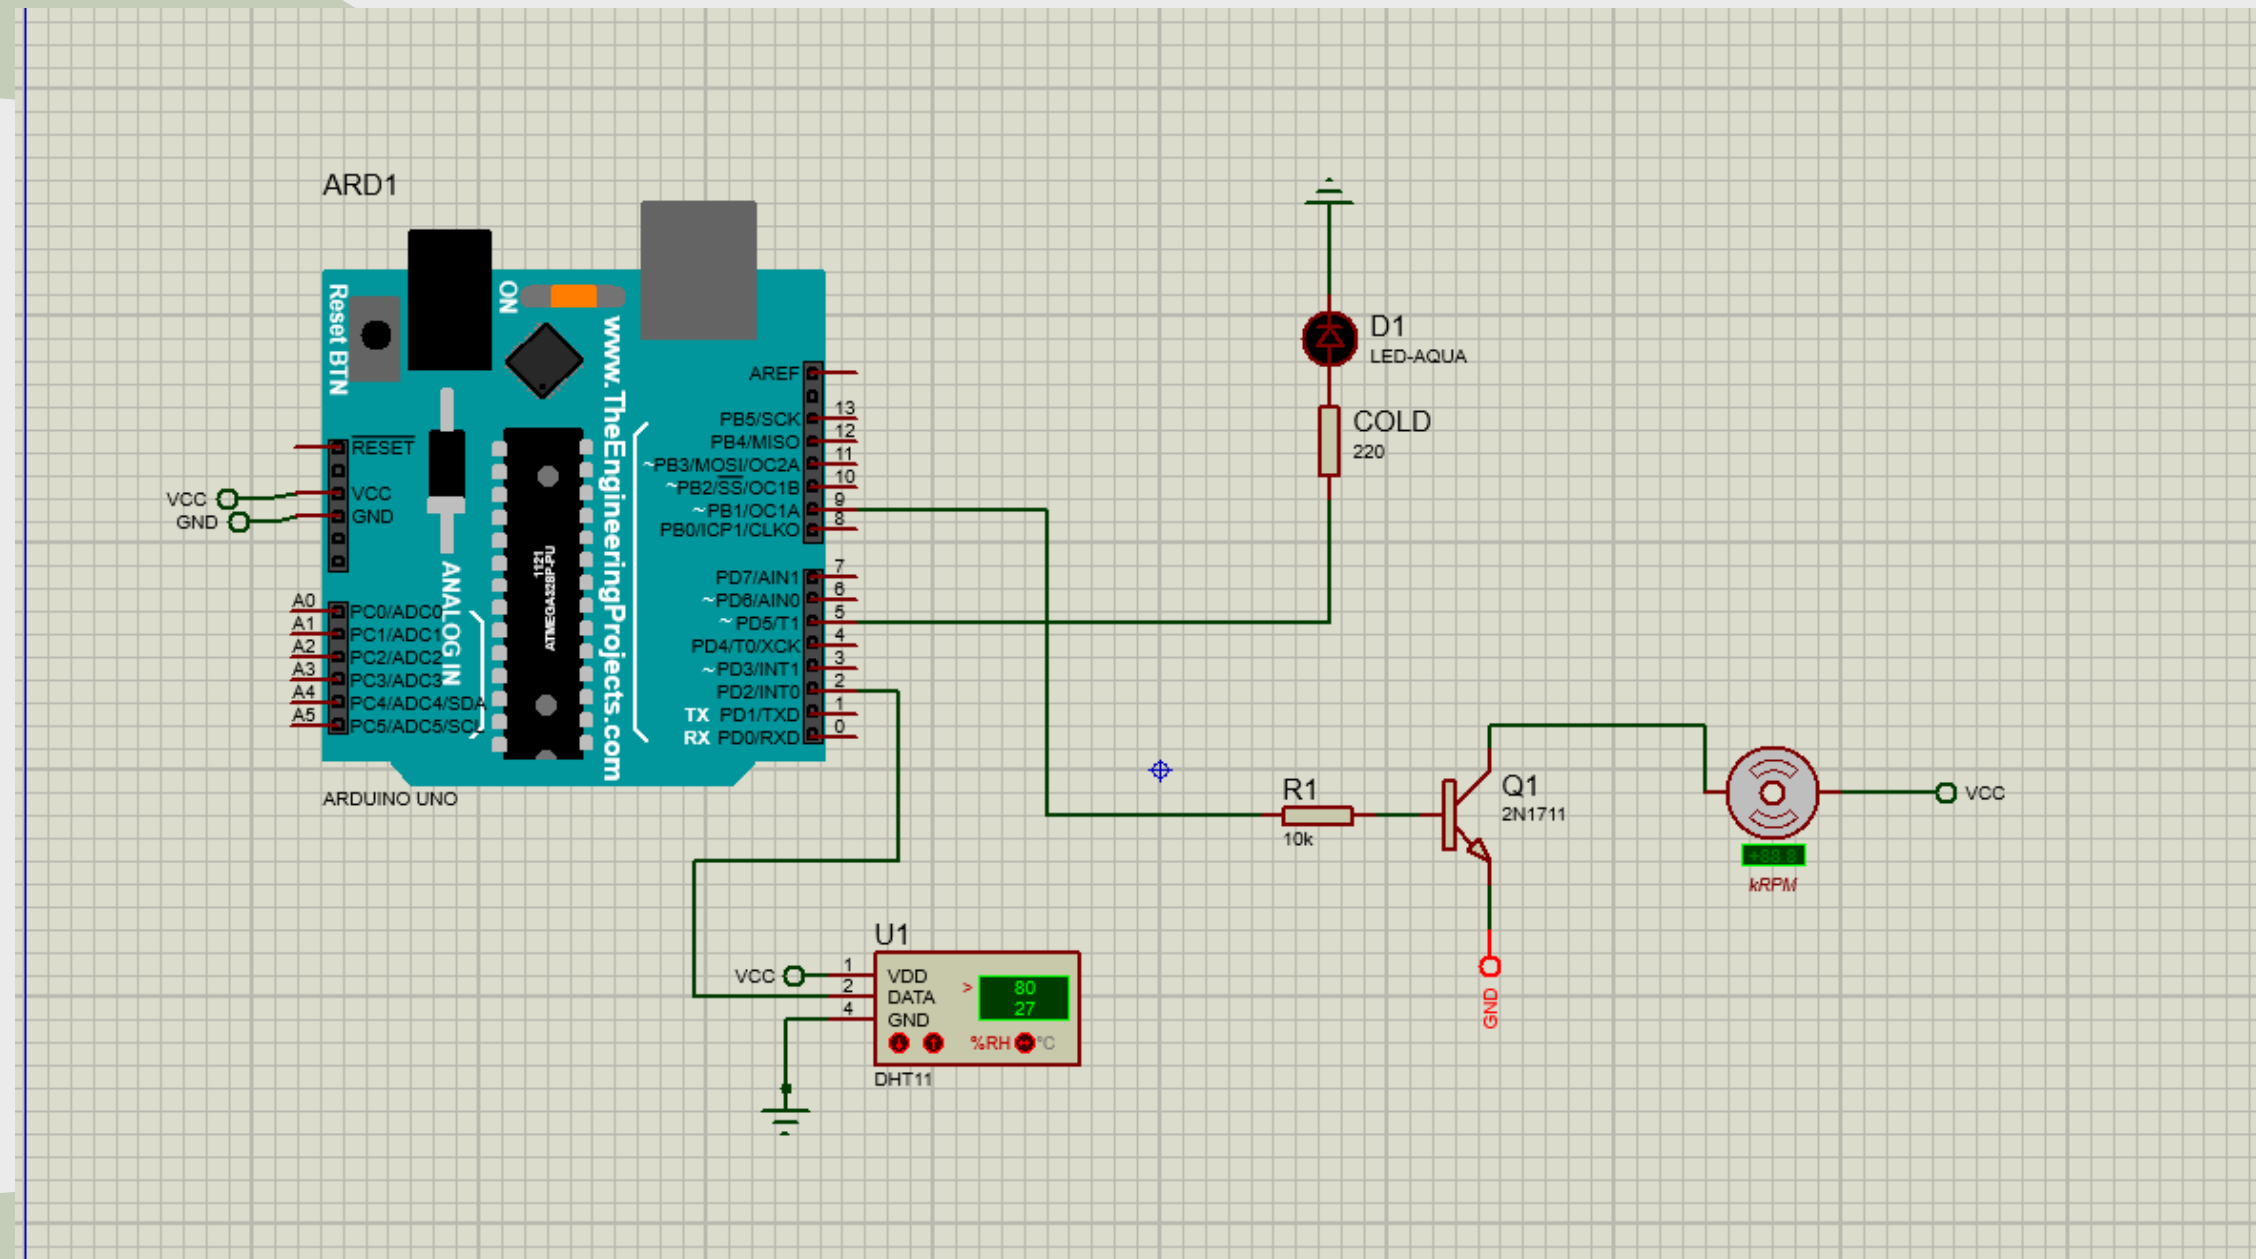 ARD1
Reset BTN
ON
www.TheEngineeringProjects.com
AREF
PB5/SCK 13
PB4/MISO 12
~PB3/MOSI/OC2A 11
~PB2/SS/OC1B 10
~PB1/OC1A 9
PB0/ICP1/CLKO 8
RESET
VCC VCC
GND GND
PD7/AIN1 7
~PD6/AIN0 6
~PD5/T1 5
PD4/T0/XCK 4
~PD3/INT1 3
PD2/INT0 2
TX PD1/TXD 1
RX PD0/RXD 0
A0 PC0/ADC0
A1 PC1/ADC1
A2 PC2/ADC2
A3 PC3/ADC3
A4 PC4/ADC4/SDA
A5 PC5/ADC5/SCL
ANALOG IN
1121
ATMEGA328P-PU
ARDUINO UNO
D1
LED-AQUA
COLD
220
R1
10k
Q1
2N1711
GND
VCC
+88.8
kRPM
U1
VCC 1 VDD
2 DATA
4 GND
> 80
27
%RH °C
DHT11